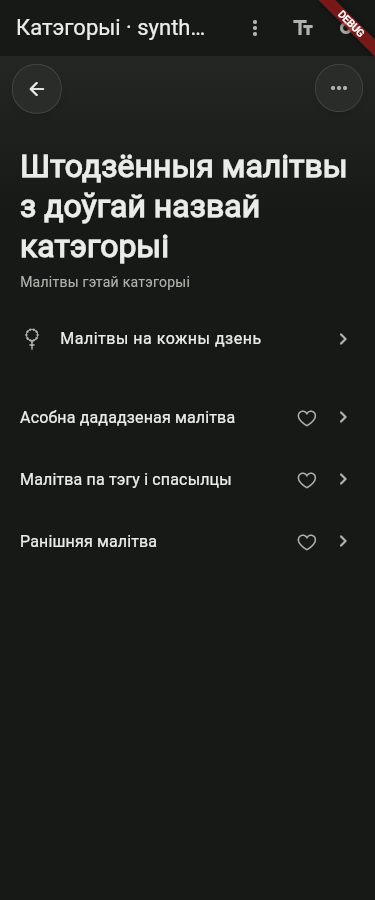 Катэгорыі · synth…
DEBUG
Штодзённыя малітвы
з доўгай назвай
катэгорыі
Малітвы гэтай катэгорыі
Малітвы на кожны дзень
Асобна дададзеная малітва
Малітва па тэгу і спасылцы
Ранішняя малітва